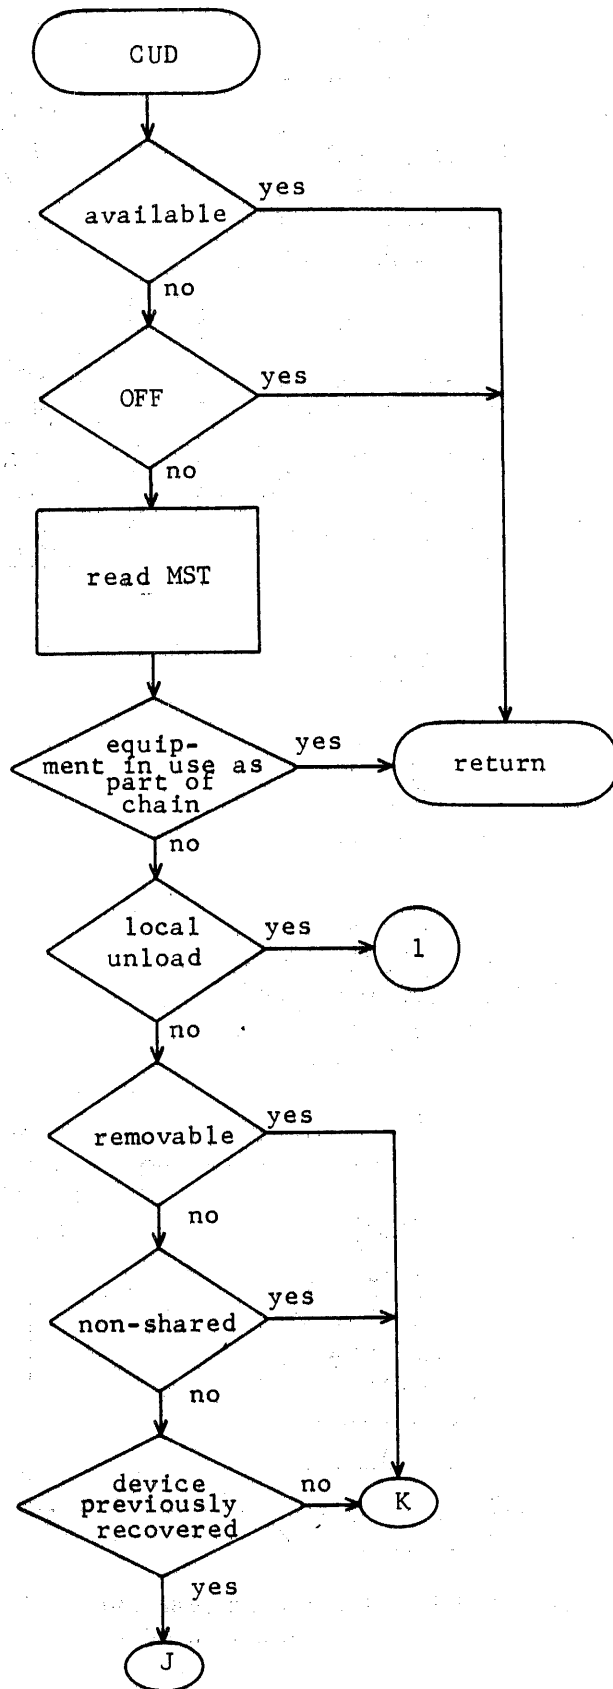 CUD
yes
available
no
yes
OFF
no
read MST
equip-
ment in use as
part of
chain
yes
return
no
local
unload
yes
1
no
yes
removable
no
yes
non-shared
no
device
previously
recovered
no
K
yes
J